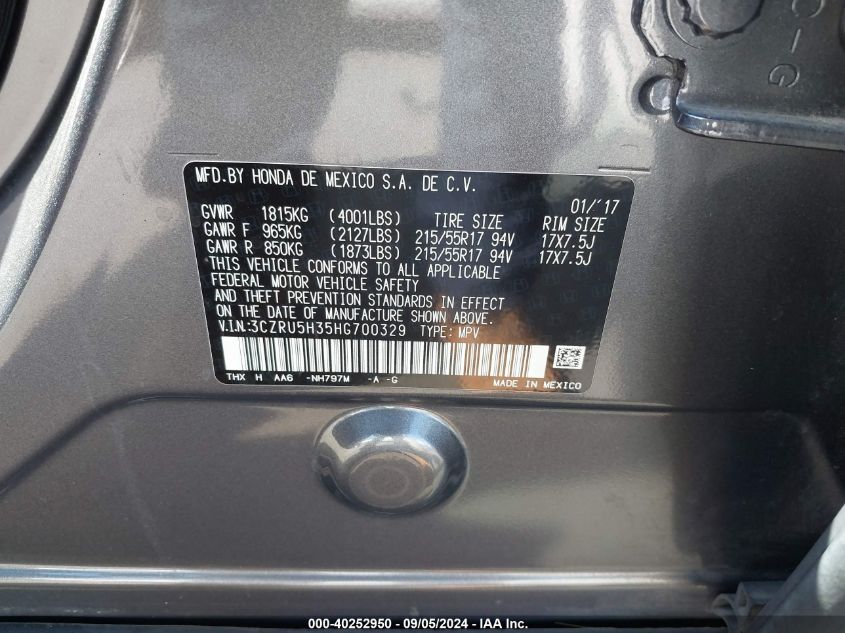 DIG
MFD.BY HONDA DE MEXICO S.A. DE C.V.
01/'17
GVWR 1815KG (4001LBS) TIRE SIZE RIM SIZE
GAWR F 965KG (2127LBS) 215/55R17 94V 17X7.5J
GAWR R 850KG (1873LBS) 215/55R17 94V 17X7.5J
THIS VEHICLE CONFORMS TO ALL APPLICABLE
FEDERAL MOTOR VEHICLE SAFETY
AND THEFT PREVENTION STANDARDS IN EFFECT
ON THE DATE OF MANUFACTURE SHOWN ABOVE.
V.I.N:3CZRU5H35HG700329 TYPE: MPV
THX H AA6 -NH797M -A -G MADE IN MEXICO
000-40252950 - 09/05/2024 - IAA Inc.